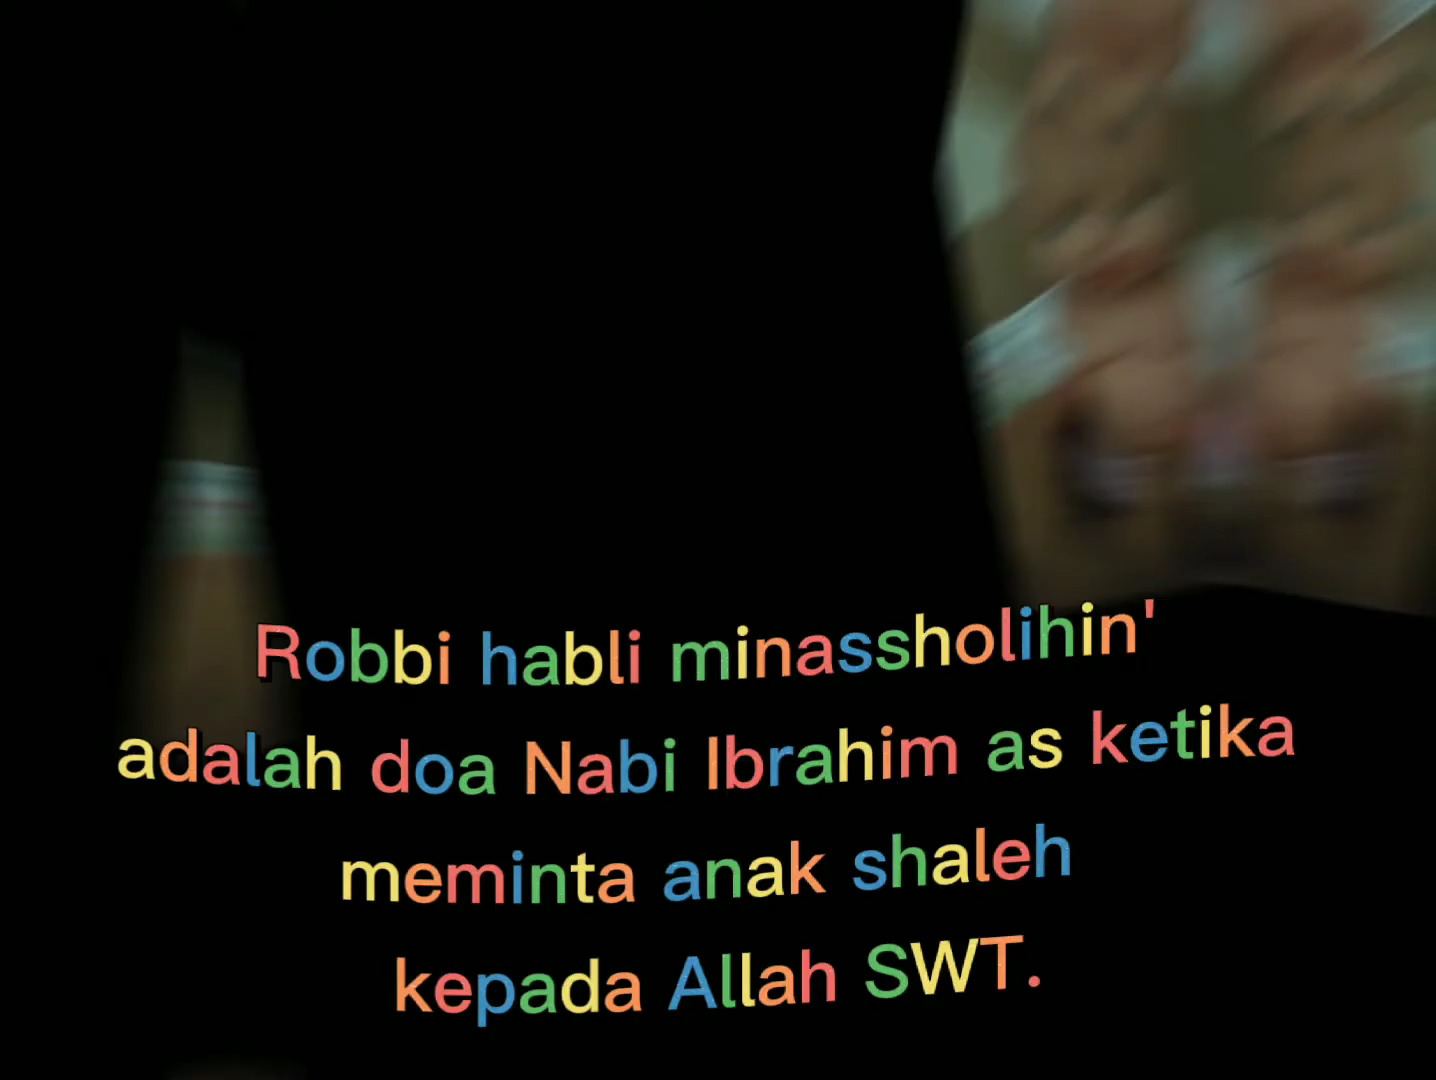 Robbi habli minassholihin'
adalah doa Nabi Ibrahim as ketika
meminta anak shaleh
kepada Allah SWT.